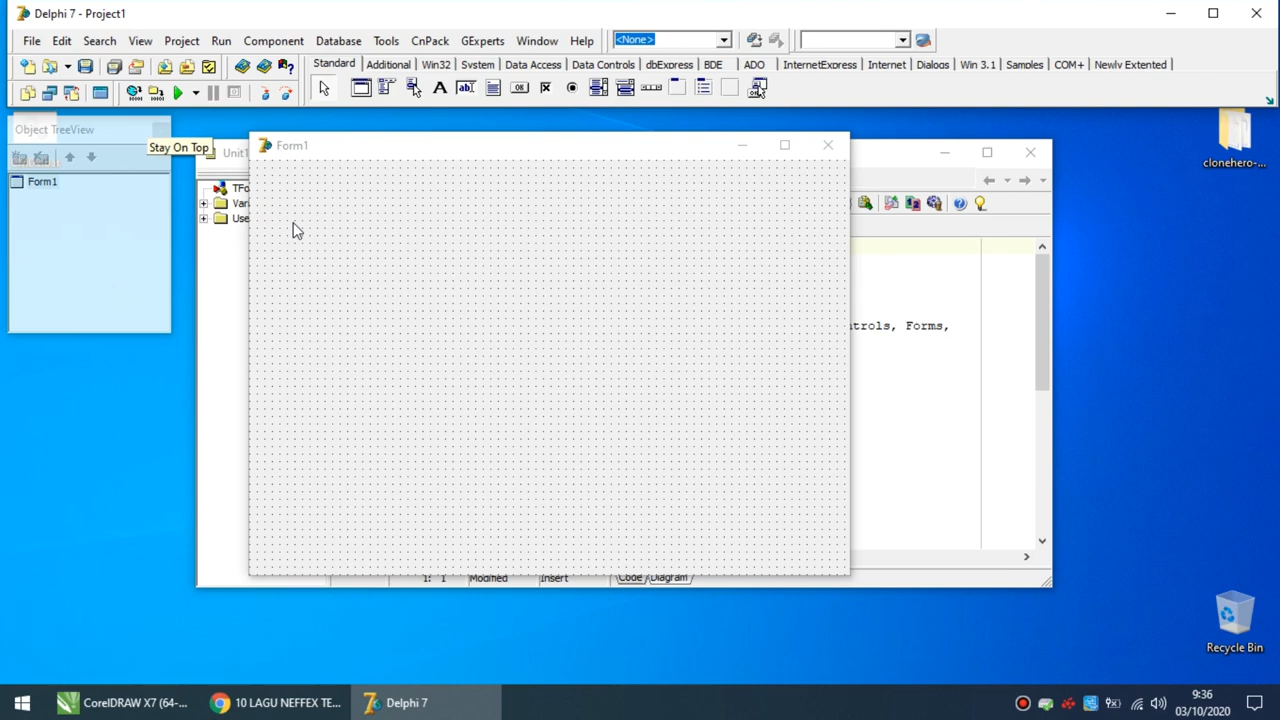 Delphi 7 - Project1
File Edit Search View Project Run Component Database Tools CnPack GExperts Window Help
<None>
Standard Additional Win32 System Data Access Data Controls dbExpress BDE ADO InternetExpress Internet Dialogs Win 3.1 Samples COM+ Newly Extented
Object TreeView
Stay On Top
Unit1
Form1
Form1
TFo
Vari
Use
ntrols, Forms,
1: 1 Modified Insert Code Diagram
clonehero-...
Recycle Bin
CorelDRAW X7 (64-...
10 LAGU NEFFEX TE...
Delphi 7
9:36
03/10/2020